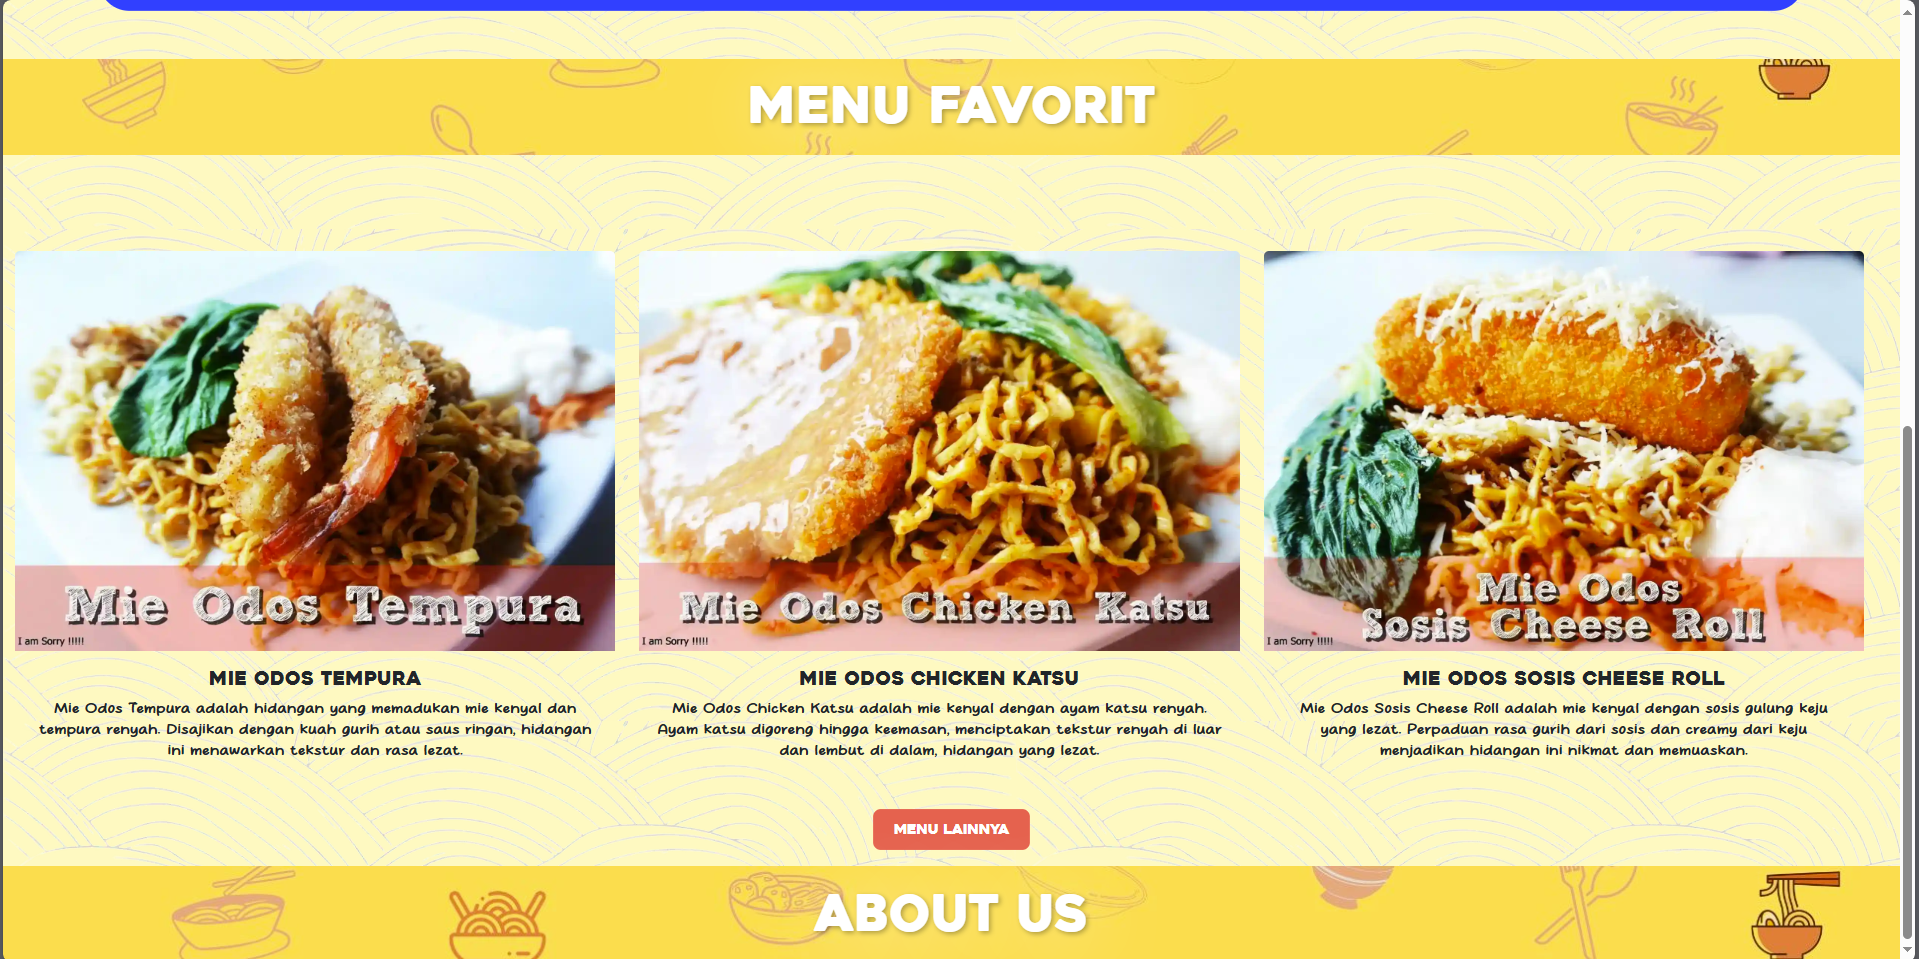 MENU FAVORIT
Mie Odos Tempura
I am Sorry !!!!!
Mie Odos Chicken Katsu
I am Sorry !!!!!
Mie Odos
Sosis Cheese Roll
I am Sorry !!!!!
MIE ODOS TEMPURA
Mie Odos Tempura adalah hidangan yang memadukan mie kenyal dan
tempura renyah. Disajikan dengan kuah gurih atau saus ringan, hidangan
ini menawarkan tekstur dan rasa lezat.
MIE ODOS CHICKEN KATSU
Mie Odos Chicken Katsu adalah mie kenyal dengan ayam katsu renyah.
Ayam katsu digoreng hingga keemasan, menciptakan tekstur renyah di luar
dan lembut di dalam, hidangan yang lezat.
MIE ODOS SOSIS CHEESE ROLL
Mie Odos Sosis Cheese Roll adalah mie kenyal dengan sosis gulung keju
yang lezat. Perpaduan rasa gurih dari sosis dan creamy dari keju
menjadikan hidangan ini nikmat dan memuaskan.
MENU LAINNYA
ABOUT US